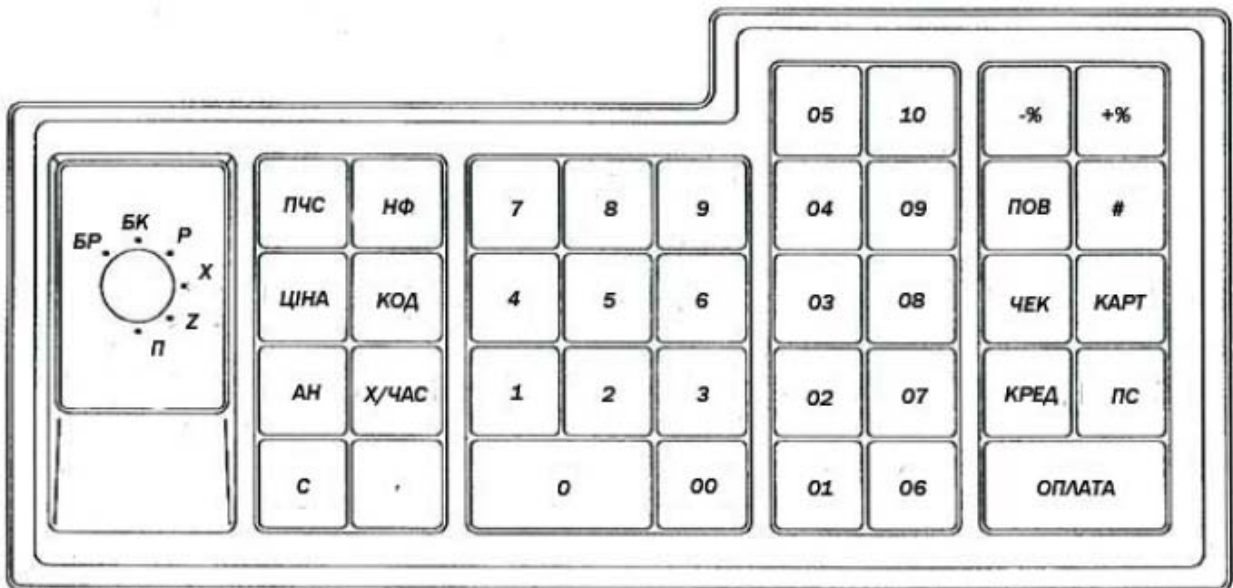 05 10 -% +%
ПЧС НФ 7 8 9 04 09 ПОВ #
БК
БР Р
Х
Z
П
ЦІНА КОД 4 5 6 03 08 ЧЕК КАРТ
АН Х/ЧАС 1 2 3 02 07 КРЕД ПС
С . 0 00 01 06 ОПЛАТА